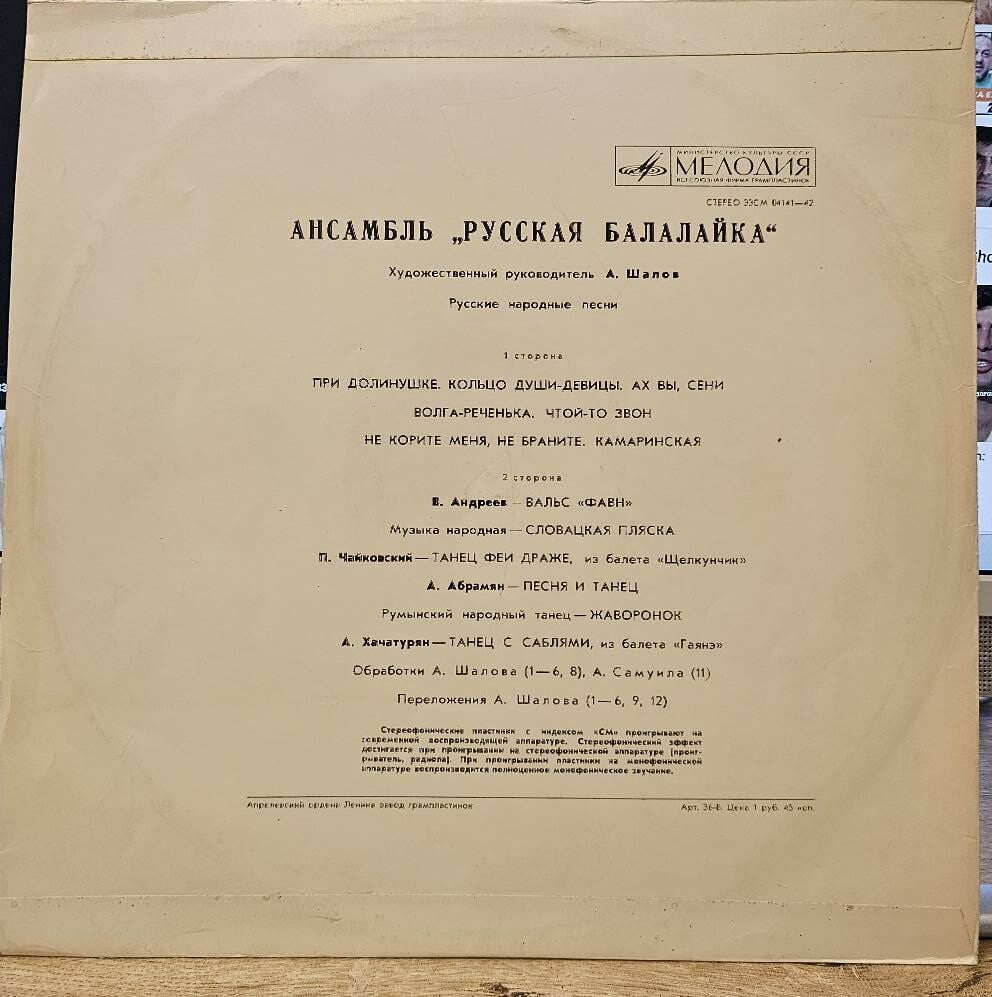 МИНИСТЕРСТВО КУЛЬТУРЫ СССР
МЕЛОДИЯ
ВСЕСОЮЗНАЯ ФИРМА ГРАМПЛАСТИНОК
СТЕРЕО 33СМ 04141—42
АНСАМБЛЬ „РУССКАЯ БАЛАЛАЙКА“
Художественный руководитель А. Шалов
Русские народные песни
1 сторона
ПРИ ДОЛИНУШКЕ. КОЛЬЦО ДУШИ-ДЕВИЦЫ. АХ ВЫ, СЕНИ
ВОЛГА-РЕЧЕНЬКА. ЧТОЙ-ТО ЗВОН
НЕ КОРИТЕ МЕНЯ, НЕ БРАНИТЕ. КАМАРИНСКАЯ
2 сторона
В. Андреев — ВАЛЬС «ФАВН»
Музыка народная — СЛОВАЦКАЯ ПЛЯСКА
П. Чайковский — ТАНЕЦ ФЕИ ДРАЖЕ, из балета «Щелкунчик»
А. Абрамян — ПЕСНЯ И ТАНЕЦ
Румынский народный танец — ЖАВОРОНОК
А. Хачатурян — ТАНЕЦ С САБЛЯМИ, из балета «Гаянэ»
Обработки А. Шалова (1—6, 8), А. Самуила (11)
Переложения А. Шалова (1—6, 9, 12)
Стереофонические пластинки с индексом «СМ» проигрывают на
современной воспроизводящей аппаратуре. Стереофонический эффект
достигается при проигрывании на стереофонической аппаратуре (проиг-
рыватель, радиола). При проигрывании пластинки на монофонической
аппаратуре воспроизводится полноценное монофоническое звучание.
Апрелевский ордена Ленина завод грампластинок
Арт. 36-8. Цена 1 руб. 45 коп.